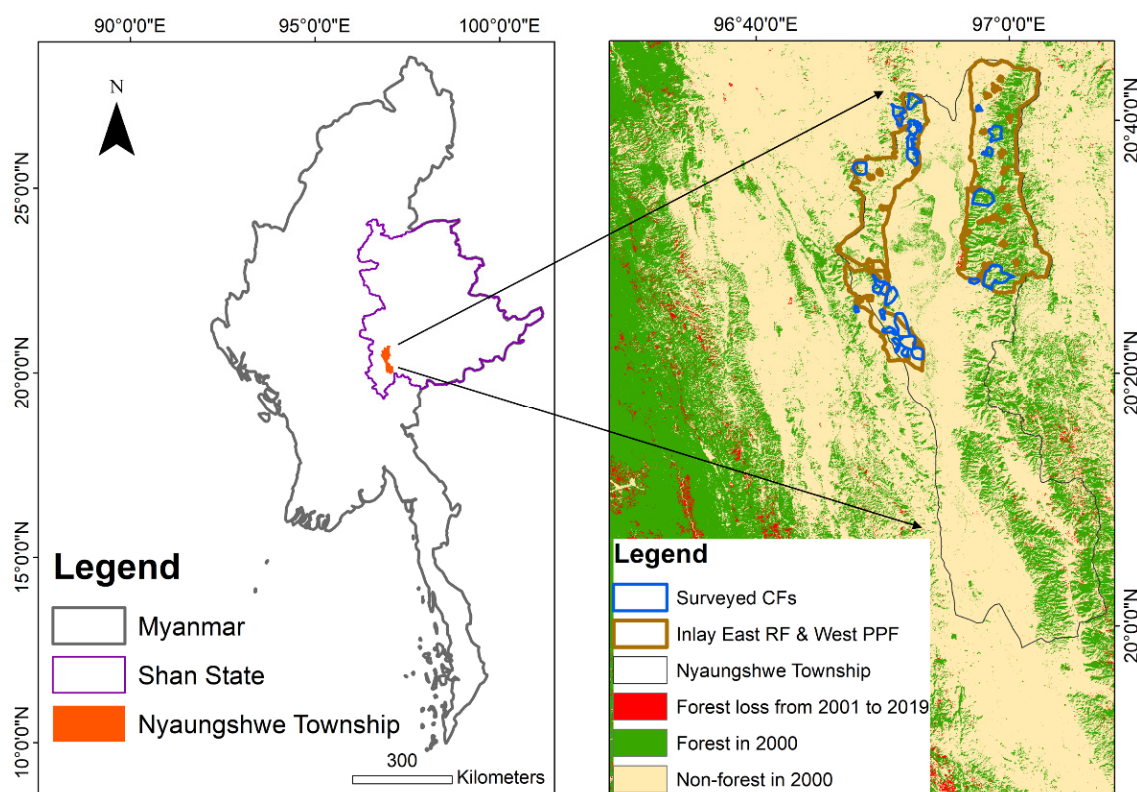 90°0'0"E 95°0'0"E 100°0'0"E
N
25°0'0"N
20°0'0"N
15°0'0"N
10°0'0"N
Legend
Myanmar
Shan State
Nyaungshwe Township
300
Kilometers
96°40'0"E 97°0'0"E
20°40'0"N
20°20'0"N
20°0'0"N
Legend
Surveyed CFs
Inlay East RF & West PPF
Nyaungshwe Township
Forest loss from 2001 to 2019
Forest in 2000
Non-forest in 2000